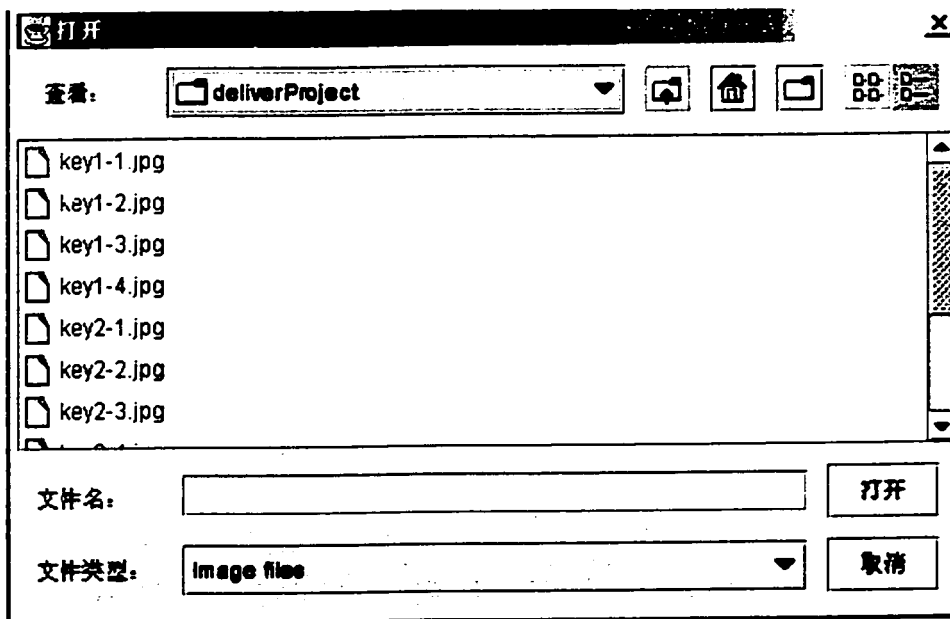 打开
查看： deliverProject
key1-1.jpg
key1-2.jpg
key1-3.jpg
key1-4.jpg
key2-1.jpg
key2-2.jpg
key2-3.jpg
文件名： 打开
文件类型： Image files 取消